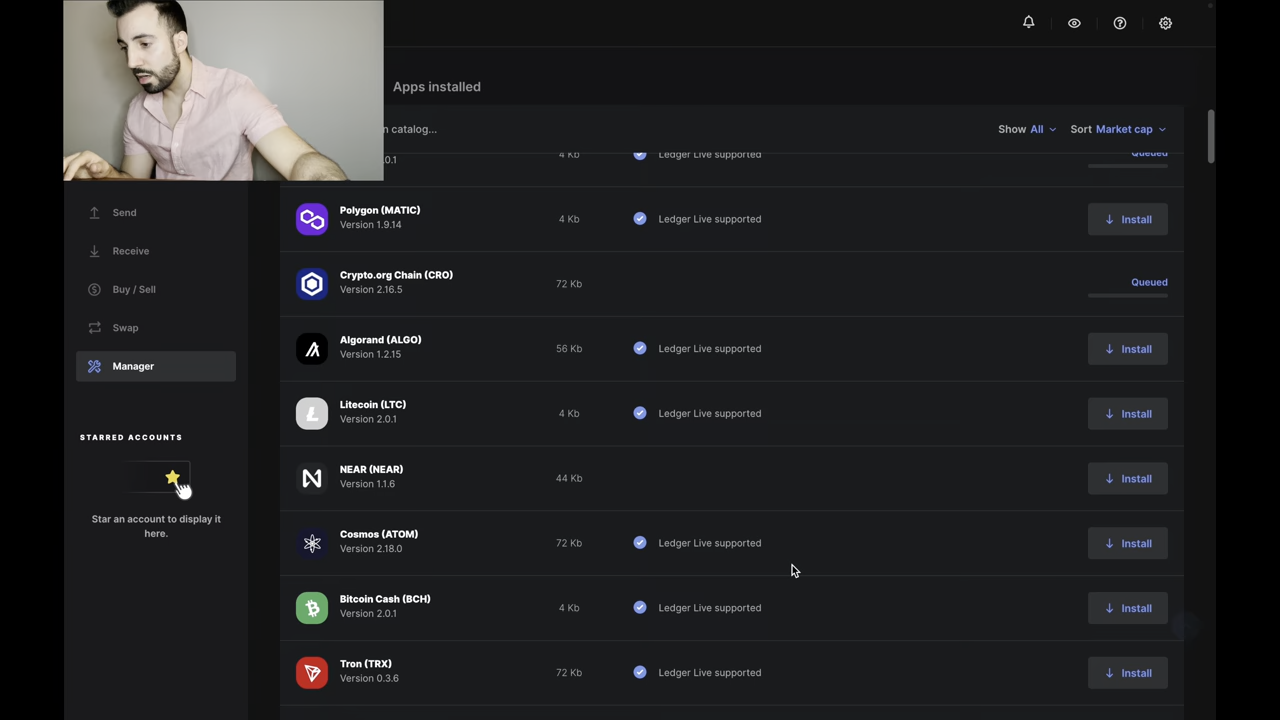 Apps installed
n catalog...
Show All
Sort Market cap
.0.1
4 Kb
Ledger Live supported
Queued
Send
Polygon (MATIC)
Version 1.9.14
4 Kb
Ledger Live supported
Install
Receive
Crypto.org Chain (CRO)
Version 2.16.5
72 Kb
Queued
Buy / Sell
Swap
Algorand (ALGO)
Version 1.2.15
56 Kb
Ledger Live supported
Install
Manager
Litecoin (LTC)
Version 2.0.1
4 Kb
Ledger Live supported
Install
STARRED ACCOUNTS
NEAR (NEAR)
Version 1.1.6
44 Kb
Install
Star an account to display it
here.
Cosmos (ATOM)
Version 2.18.0
72 Kb
Ledger Live supported
Install
Bitcoin Cash (BCH)
Version 2.0.1
4 Kb
Ledger Live supported
Install
Tron (TRX)
Version 0.3.6
72 Kb
Ledger Live supported
Install